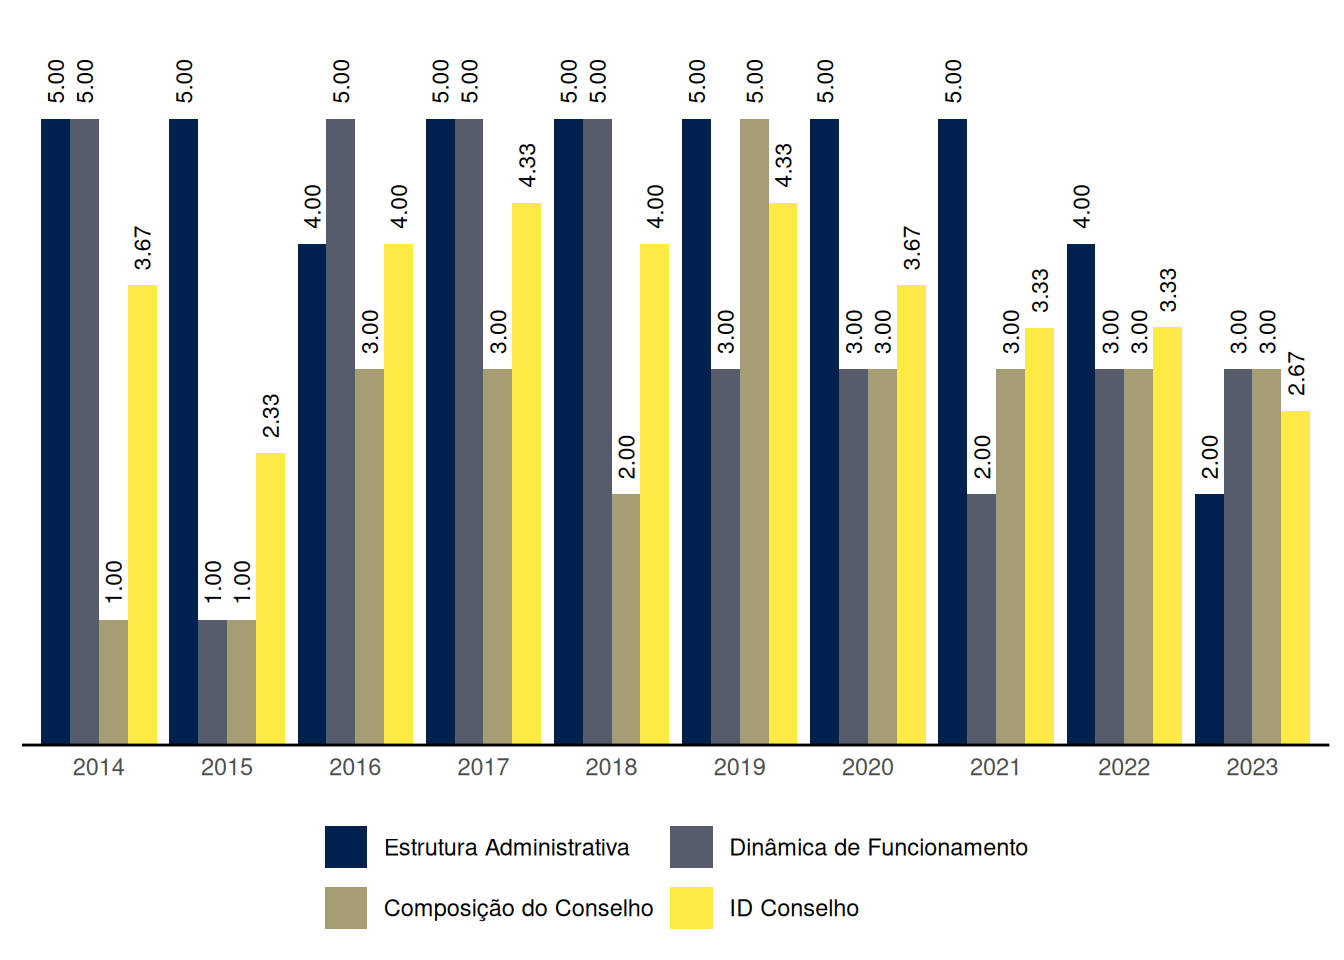 5.00 5.00 1.00 3.67 5.00 1.00 1.00 2.33 4.00 5.00 3.00 4.00 5.00 5.00 3.00 4.33 5.00 5.00 2.00 4.00 5.00 3.00 5.00 4.33 5.00 3.00 3.00 3.67 5.00 2.00 3.00 3.33 4.00 3.00 3.00 3.33 2.00 3.00 3.00 2.67
2014 2015 2016 2017 2018 2019 2020 2021 2022 2023
Estrutura Administrativa Dinâmica de Funcionamento
Composição do Conselho ID Conselho